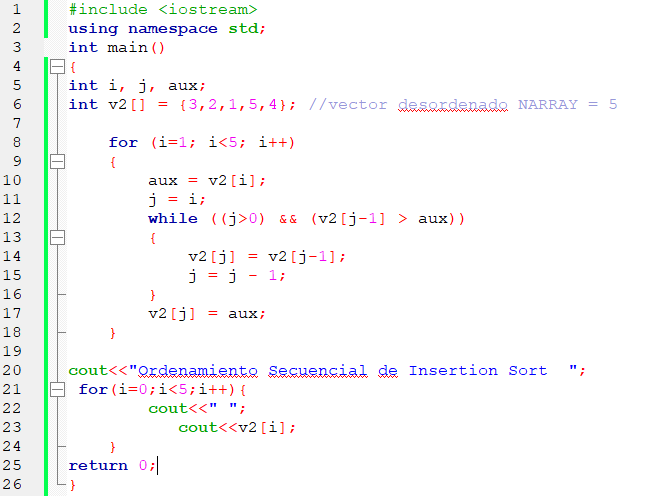 1 #include <iostream>
2 using namespace std;
3 int main()
4 {
5 int i, j, aux;
6 int v2[] = {3,2,1,5,4}; //vector desordenado NARRAY = 5
7
8 for (i=1; i<5; i++)
9 {
10 aux = v2[i];
11 j = i;
12 while ((j>0) && (v2[j-1] > aux))
13 {
14 v2[j] = v2[j-1];
15 j = j - 1;
16 }
17 v2[j] = aux;
18 }
19
20 cout<<"Ordenamiento Secuencial de Insertion Sort  ";
21 for(i=0;i<5;i++){
22 cout<<" ";
23 cout<<v2[i];
24 }
25 return 0;
26 }